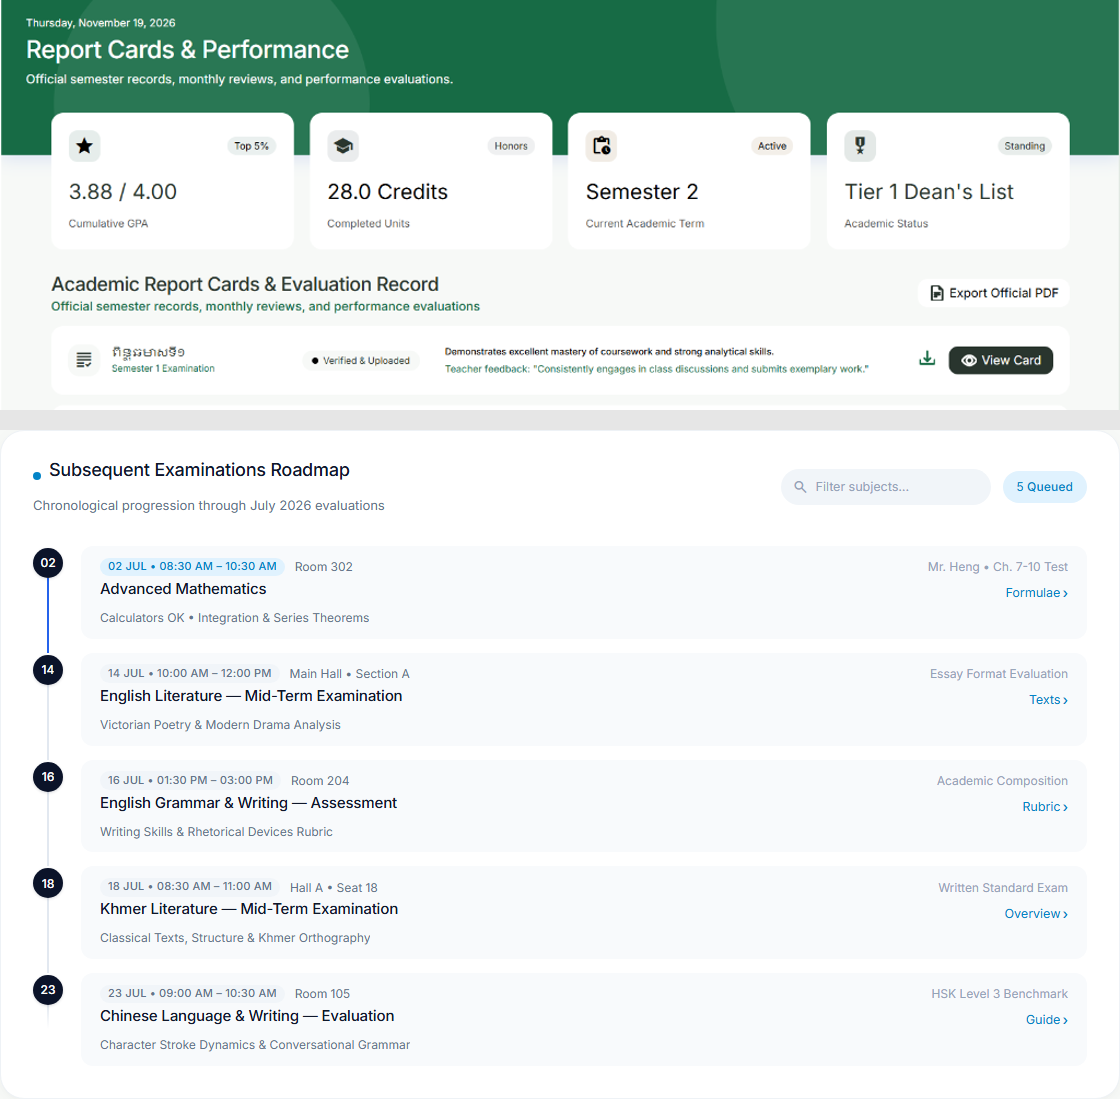 Thursday, November 19, 2026
Report Cards & Performance
Official semester records, monthly reviews, and performance evaluations.
Top 5%
3.88 / 4.00
Cumulative GPA
Honors
28.0 Credits
Completed Units
Active
Semester 2
Current Academic Term
Standing
Tier 1 Dean's List
Academic Status
Academic Report Cards & Evaluation Record
Official semester records, monthly reviews, and performance evaluations
Export Official PDF
ពិន្ទុឆមាសទី១
Semester 1 Examination
Verified & Uploaded
Demonstrates excellent mastery of coursework and strong analytical skills.
Teacher feedback: "Consistently engages in class discussions and submits exemplary work."
View Card
Subsequent Examinations Roadmap
Chronological progression through July 2026 evaluations
Filter subjects...
5 Queued
02
02 JUL • 08:30 AM – 10:30 AM Room 302
Advanced Mathematics
Calculators OK • Integration & Series Theorems
Mr. Heng • Ch. 7-10 Test
Formulae ›
14
14 JUL • 10:00 AM – 12:00 PM Main Hall • Section A
English Literature — Mid-Term Examination
Victorian Poetry & Modern Drama Analysis
Essay Format Evaluation
Texts ›
16
16 JUL • 01:30 PM – 03:00 PM Room 204
English Grammar & Writing — Assessment
Writing Skills & Rhetorical Devices Rubric
Academic Composition
Rubric ›
18
18 JUL • 08:30 AM – 11:00 AM Hall A • Seat 18
Khmer Literature — Mid-Term Examination
Classical Texts, Structure & Khmer Orthography
Written Standard Exam
Overview ›
23
23 JUL • 09:00 AM – 10:30 AM Room 105
Chinese Language & Writing — Evaluation
Character Stroke Dynamics & Conversational Grammar
HSK Level 3 Benchmark
Guide ›